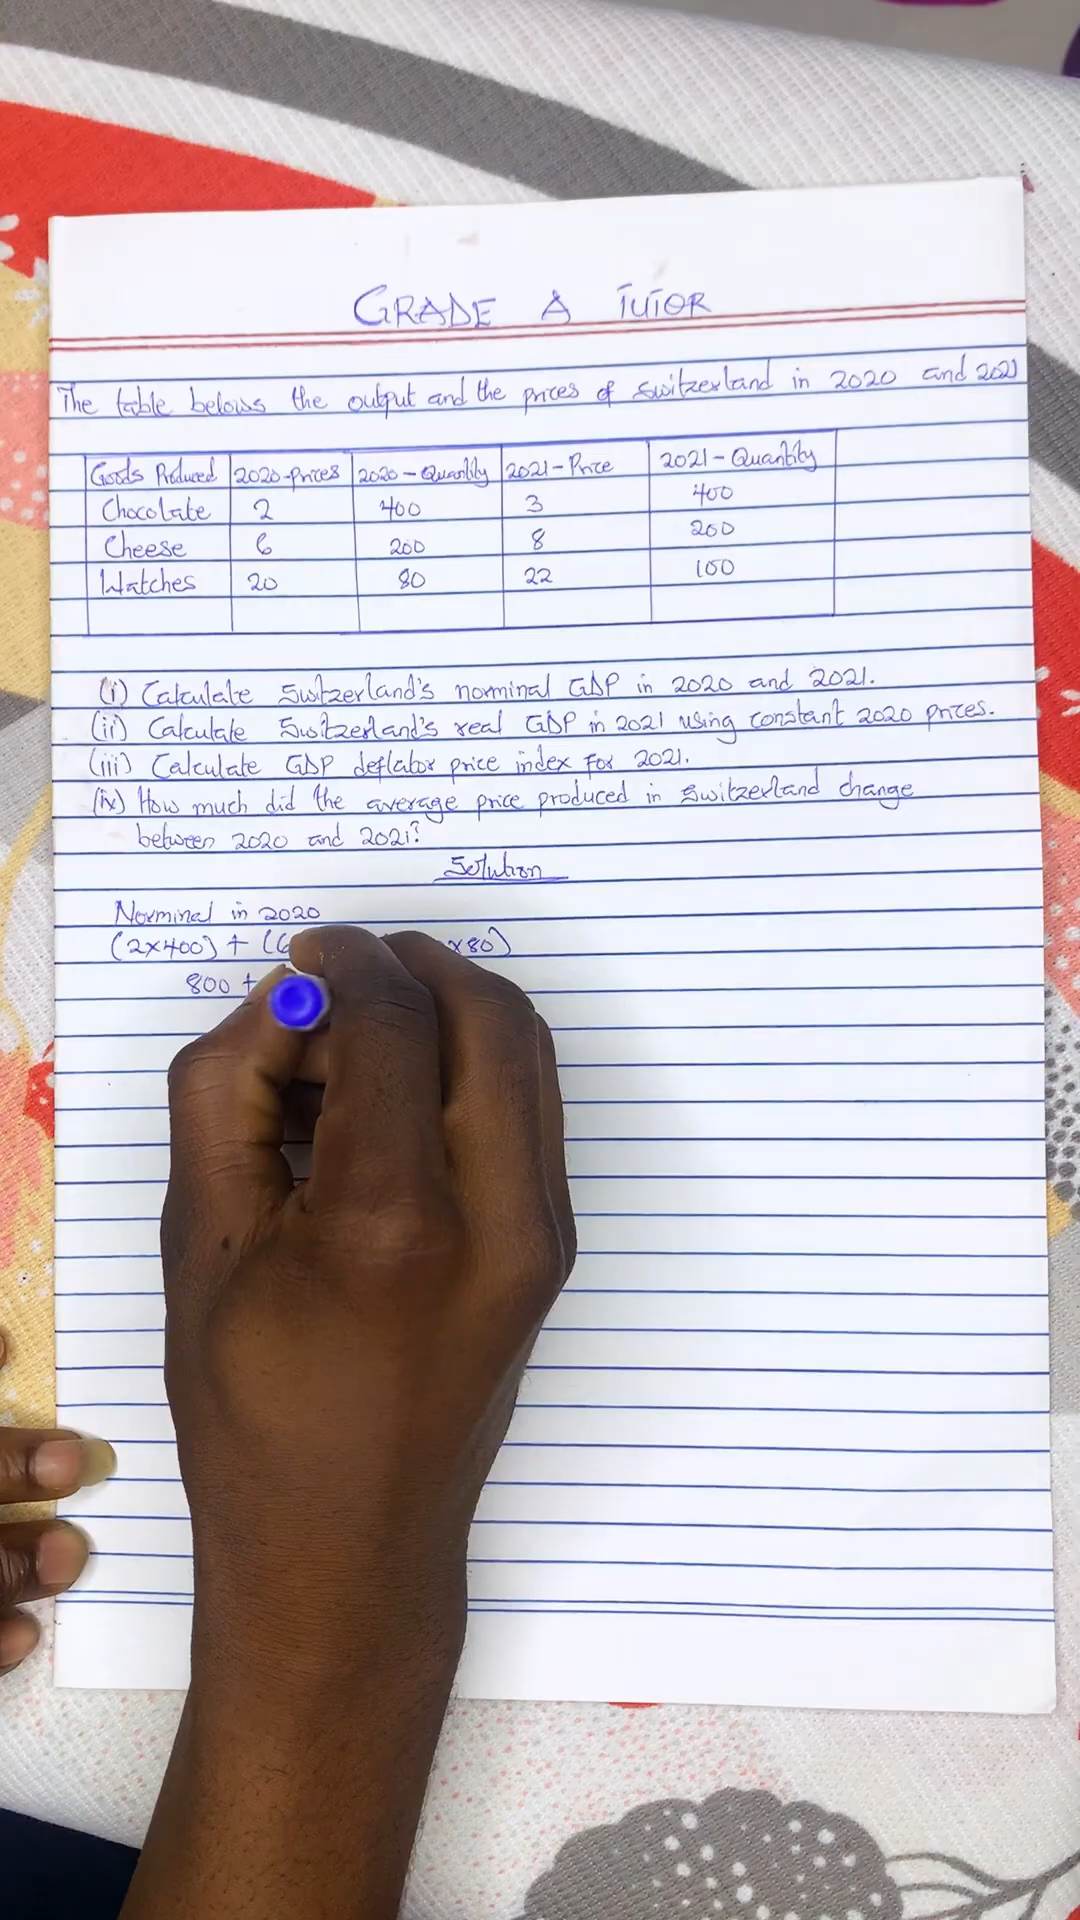 GRADE A TUTOR
The table belows the output and the prices of Switzerland in 2020 and 2021
Goods Produced 2020-prices 2020-Quantity 2021-Price 2021-Quantity
Chocolate 2 400 3 400
Cheese 6 200 8 200
Watches 20 80 22 100
(i) Calculate Switzerland's norminal GDP in 2020 and 2021.
(ii) Calculate Switzerland's real GDP in 2021 using constant 2020 prices.
(iii) Calculate GDP deflator price index for 2021.
(iv) How much did the average price produced in Switzerland change
between 2020 and 2021?
Solution
Norminal in 2020
(2x400) + (6 x80)
800 +